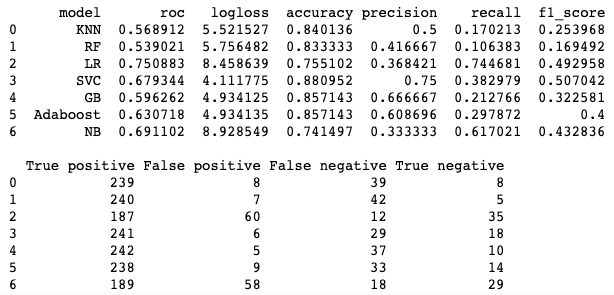 model roc logloss accuracy precision recall f1_score
0 KNN 0.568912 5.521527 0.840136 0.5 0.170213 0.253968
1 RF 0.539021 5.756482 0.833333 0.416667 0.106383 0.169492
2 LR 0.750883 8.458639 0.755102 0.368421 0.744681 0.492958
3 SVC 0.679344 4.111775 0.880952 0.75 0.382979 0.507042
4 GB 0.596262 4.934125 0.857143 0.666667 0.212766 0.322581
5 Adaboost 0.630718 4.934135 0.857143 0.608696 0.297872 0.4
6 NB 0.691102 8.928549 0.741497 0.333333 0.617021 0.432836
True positive False positive False negative True negative
0 239 8 39 8
1 240 7 42 5
2 187 60 12 35
3 241 6 29 18
4 242 5 37 10
5 238 9 33 14
6 189 58 18 29